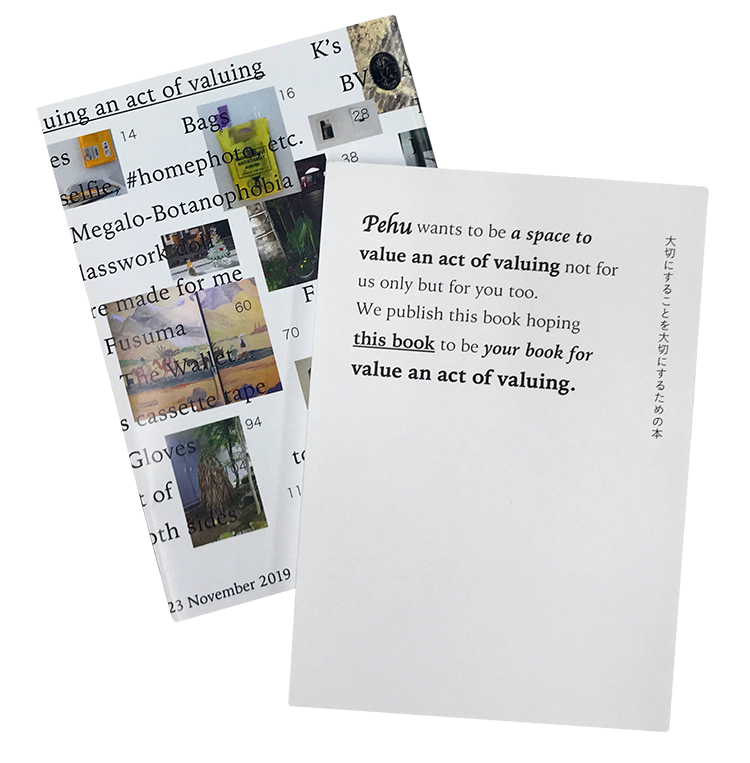 uing an act of valuing
K's
BY
Bags 16
es 14
28
selfie, #homephoto, etc.
38
Megalo-Botanophobia
lasswork doll
re made for me
F
Fusuma 60
The Wallet 70
s cassette tape
94
Gloves
t of
to
11
oth sides
23 November 2019
Pehu wants to be a space to
value an act of valuing not for
us only but for you too.
We publish this book hoping
this book to be your book for
value an act of valuing.
大切にすることを大切にするための本